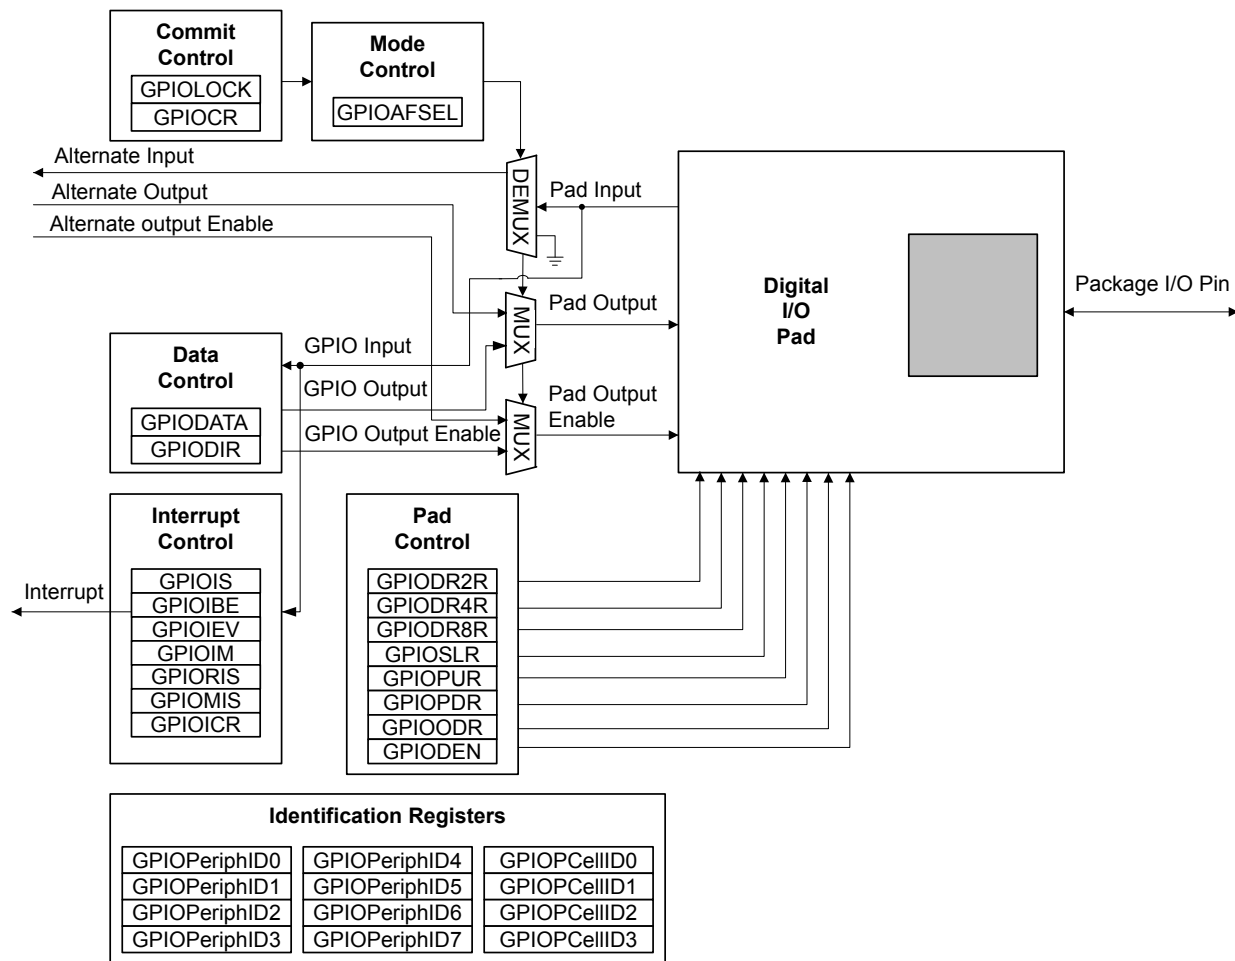 Commit
Control
GPIOLOCK
GPIOCR
Mode
Control
GPIOAFSEL
Alternate Input
Alternate Output
Alternate output Enable
DEMUX
Pad Input
MUX
Pad Output
MUX
Pad Output
Enable
Digital
I/O
Pad
Package I/O Pin
Data
Control
GPIODATA
GPIODIR
GPIO Input
GPIO Output
GPIO Output Enable
Interrupt
Control
GPIOIS
GPIOIBE
GPIOIEV
GPIOIM
GPIORIS
GPIOMIS
GPIOICR
Interrupt
Pad
Control
GPIODR2R
GPIODR4R
GPIODR8R
GPIOSLR
GPIOPUR
GPIOPDR
GPIOODR
GPIODEN
Identification Registers
GPIOPeriphID0
GPIOPeriphID1
GPIOPeriphID2
GPIOPeriphID3
GPIOPeriphID4
GPIOPeriphID5
GPIOPeriphID6
GPIOPeriphID7
GPIOPCellID0
GPIOPCellID1
GPIOPCellID2
GPIOPCellID3